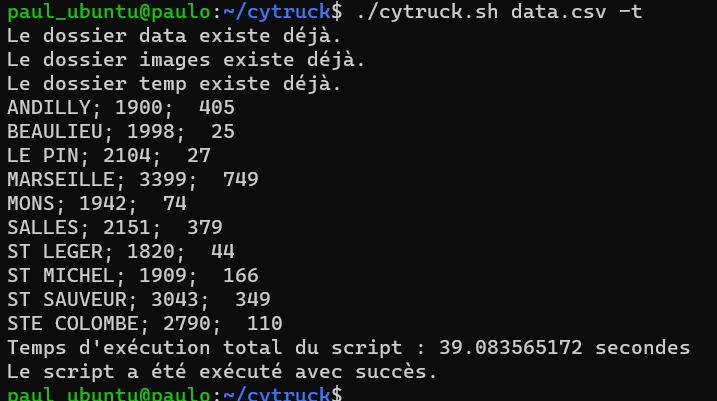 paul_ubuntu@paulo:~/cytruck$ ./cytruck.sh data.csv -t
Le dossier data existe déjà.
Le dossier images existe déjà.
Le dossier temp existe déjà.
ANDILLY; 1900;  405
BEAULIEU; 1998;  25
LE PIN; 2104;  27
MARSEILLE; 3399;  749
MONS; 1942;  74
SALLES; 2151;  379
ST LEGER; 1820;  44
ST MICHEL; 1909;  166
ST SAUVEUR; 3043;  349
STE COLOMBE; 2790;  110
Temps d'exécution total du script : 39.083565172 secondes
Le script a été exécuté avec succès.
paul_ubuntu@paulo:~/cytruck$